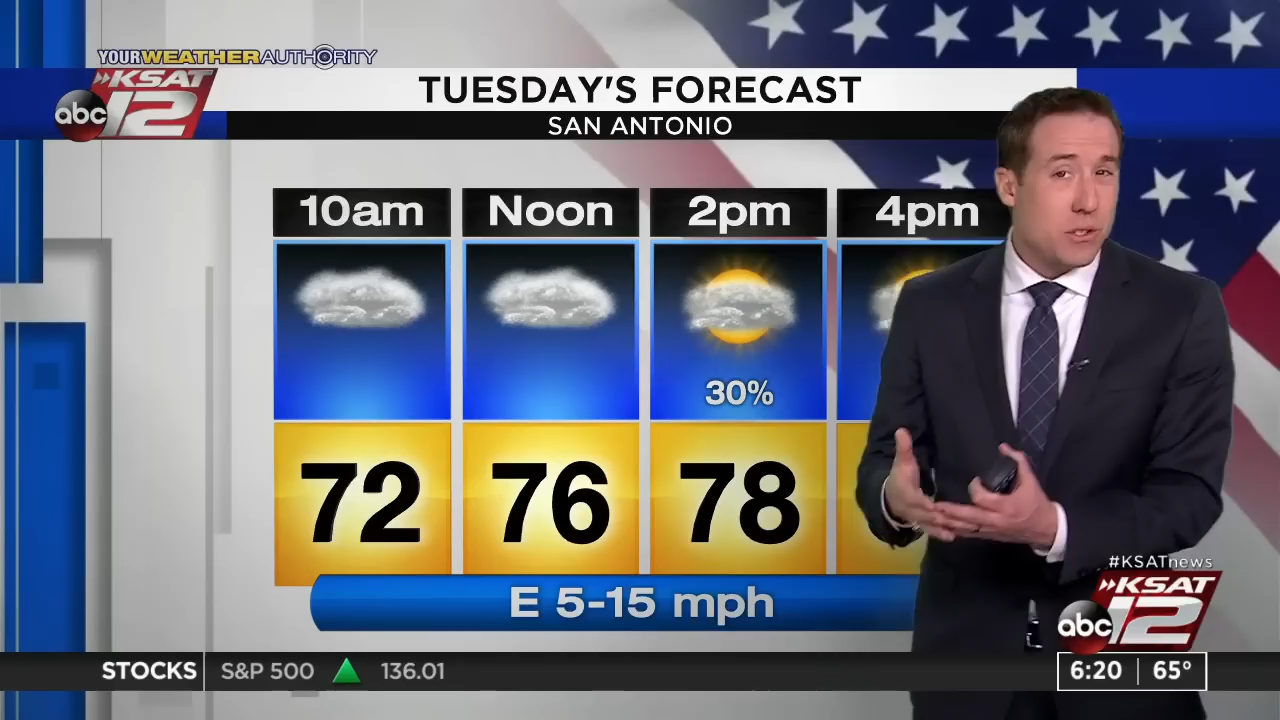 YOURWEATHERAUTHORITY
KSAT
abc 12
TUESDAY'S FORECAST
SAN ANTONIO
10am Noon 2pm 4pm
30%
72 76 78
E 5-15 mph
#KSATnews
KSAT
abc 12
STOCKS S&P 500 136.01 6:20 65°